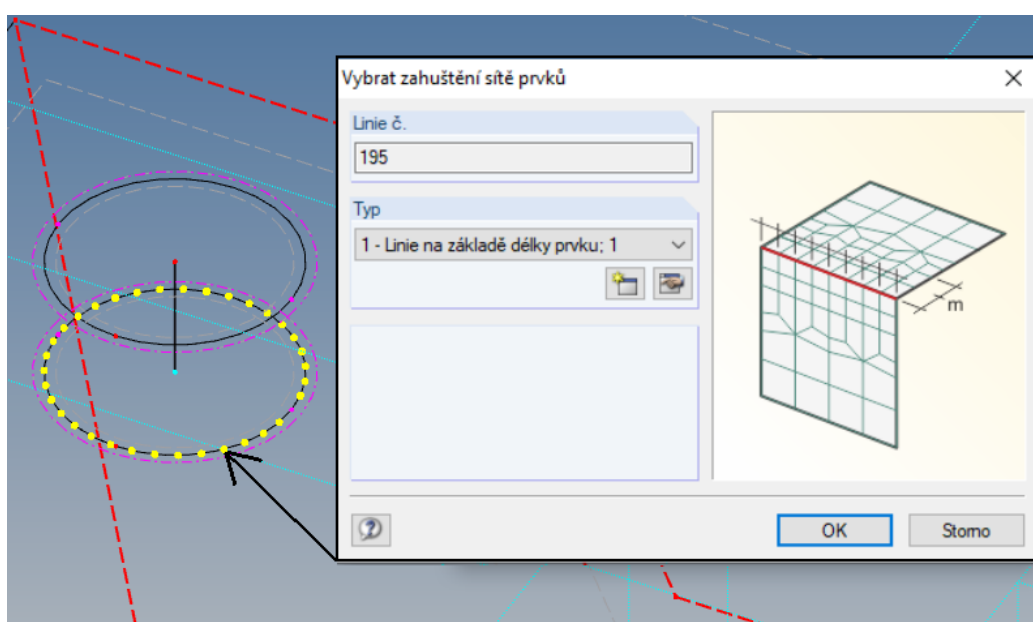 Vybrat zahuštění sítě prvků
Linie č.
195
Typ
1 - Linie na základě délky prvku; 1
m
OK
Storno